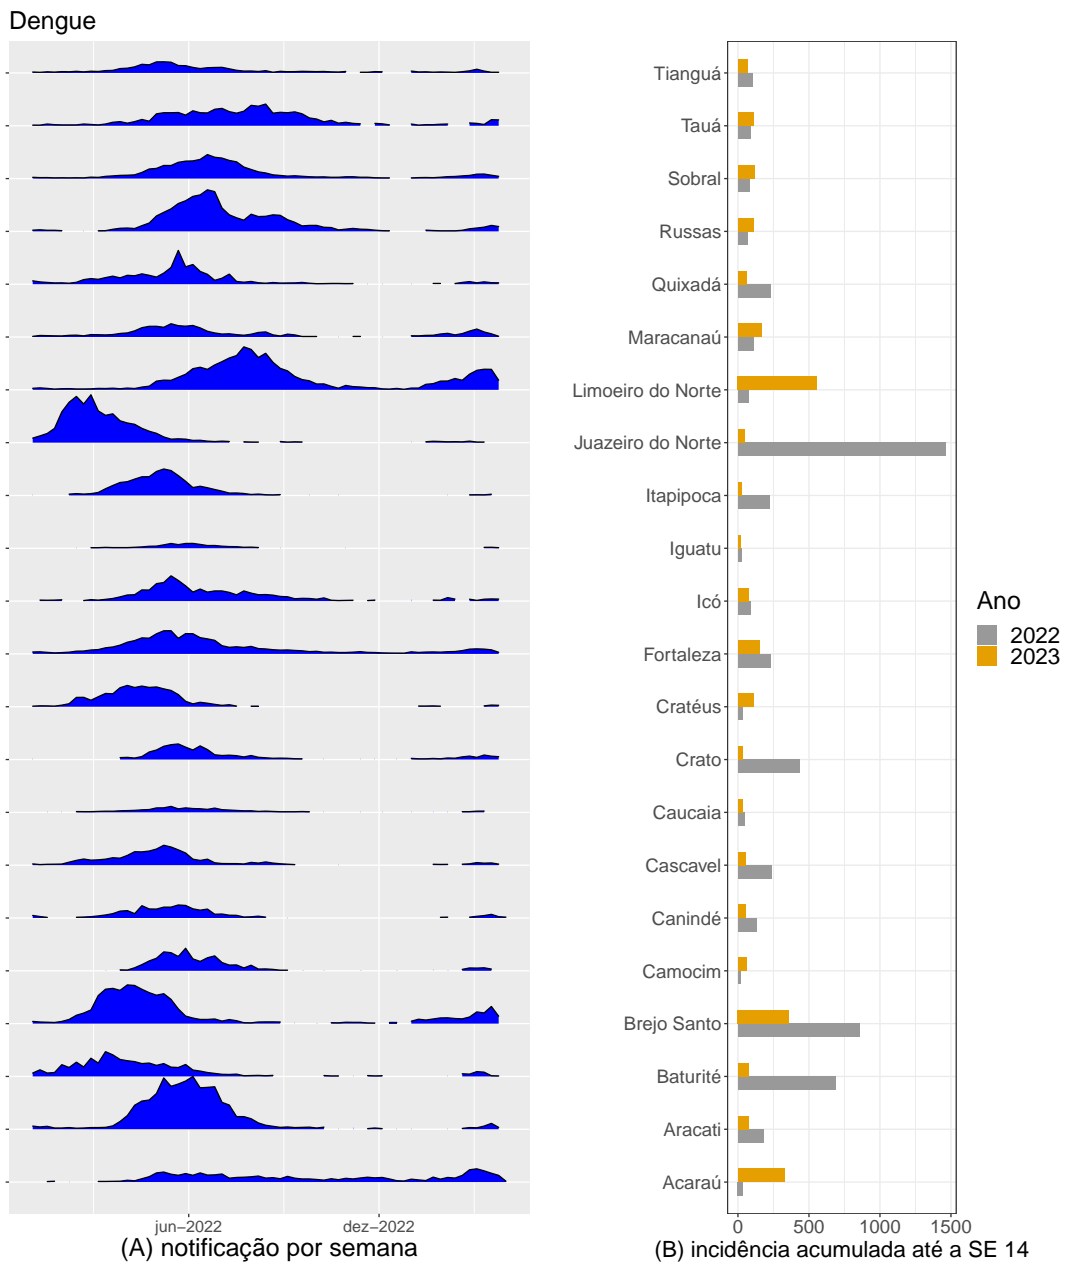 Dengue
Tianguá
Tauá
Sobral
Russas
Quixadá
Maracanaú
Limoeiro do Norte
Juazeiro do Norte
Itapipoca
Iguatu
Icó
Fortaleza
Cratéus
Crato
Caucaia
Cascavel
Canindé
Camocim
Brejo Santo
Baturité
Aracati
Acaraú
Ano
2022
2023
jun−2022 dez−2022
(A) notificação por semana
0 500 1000 1500
(B) incidência acumulada até a SE 14